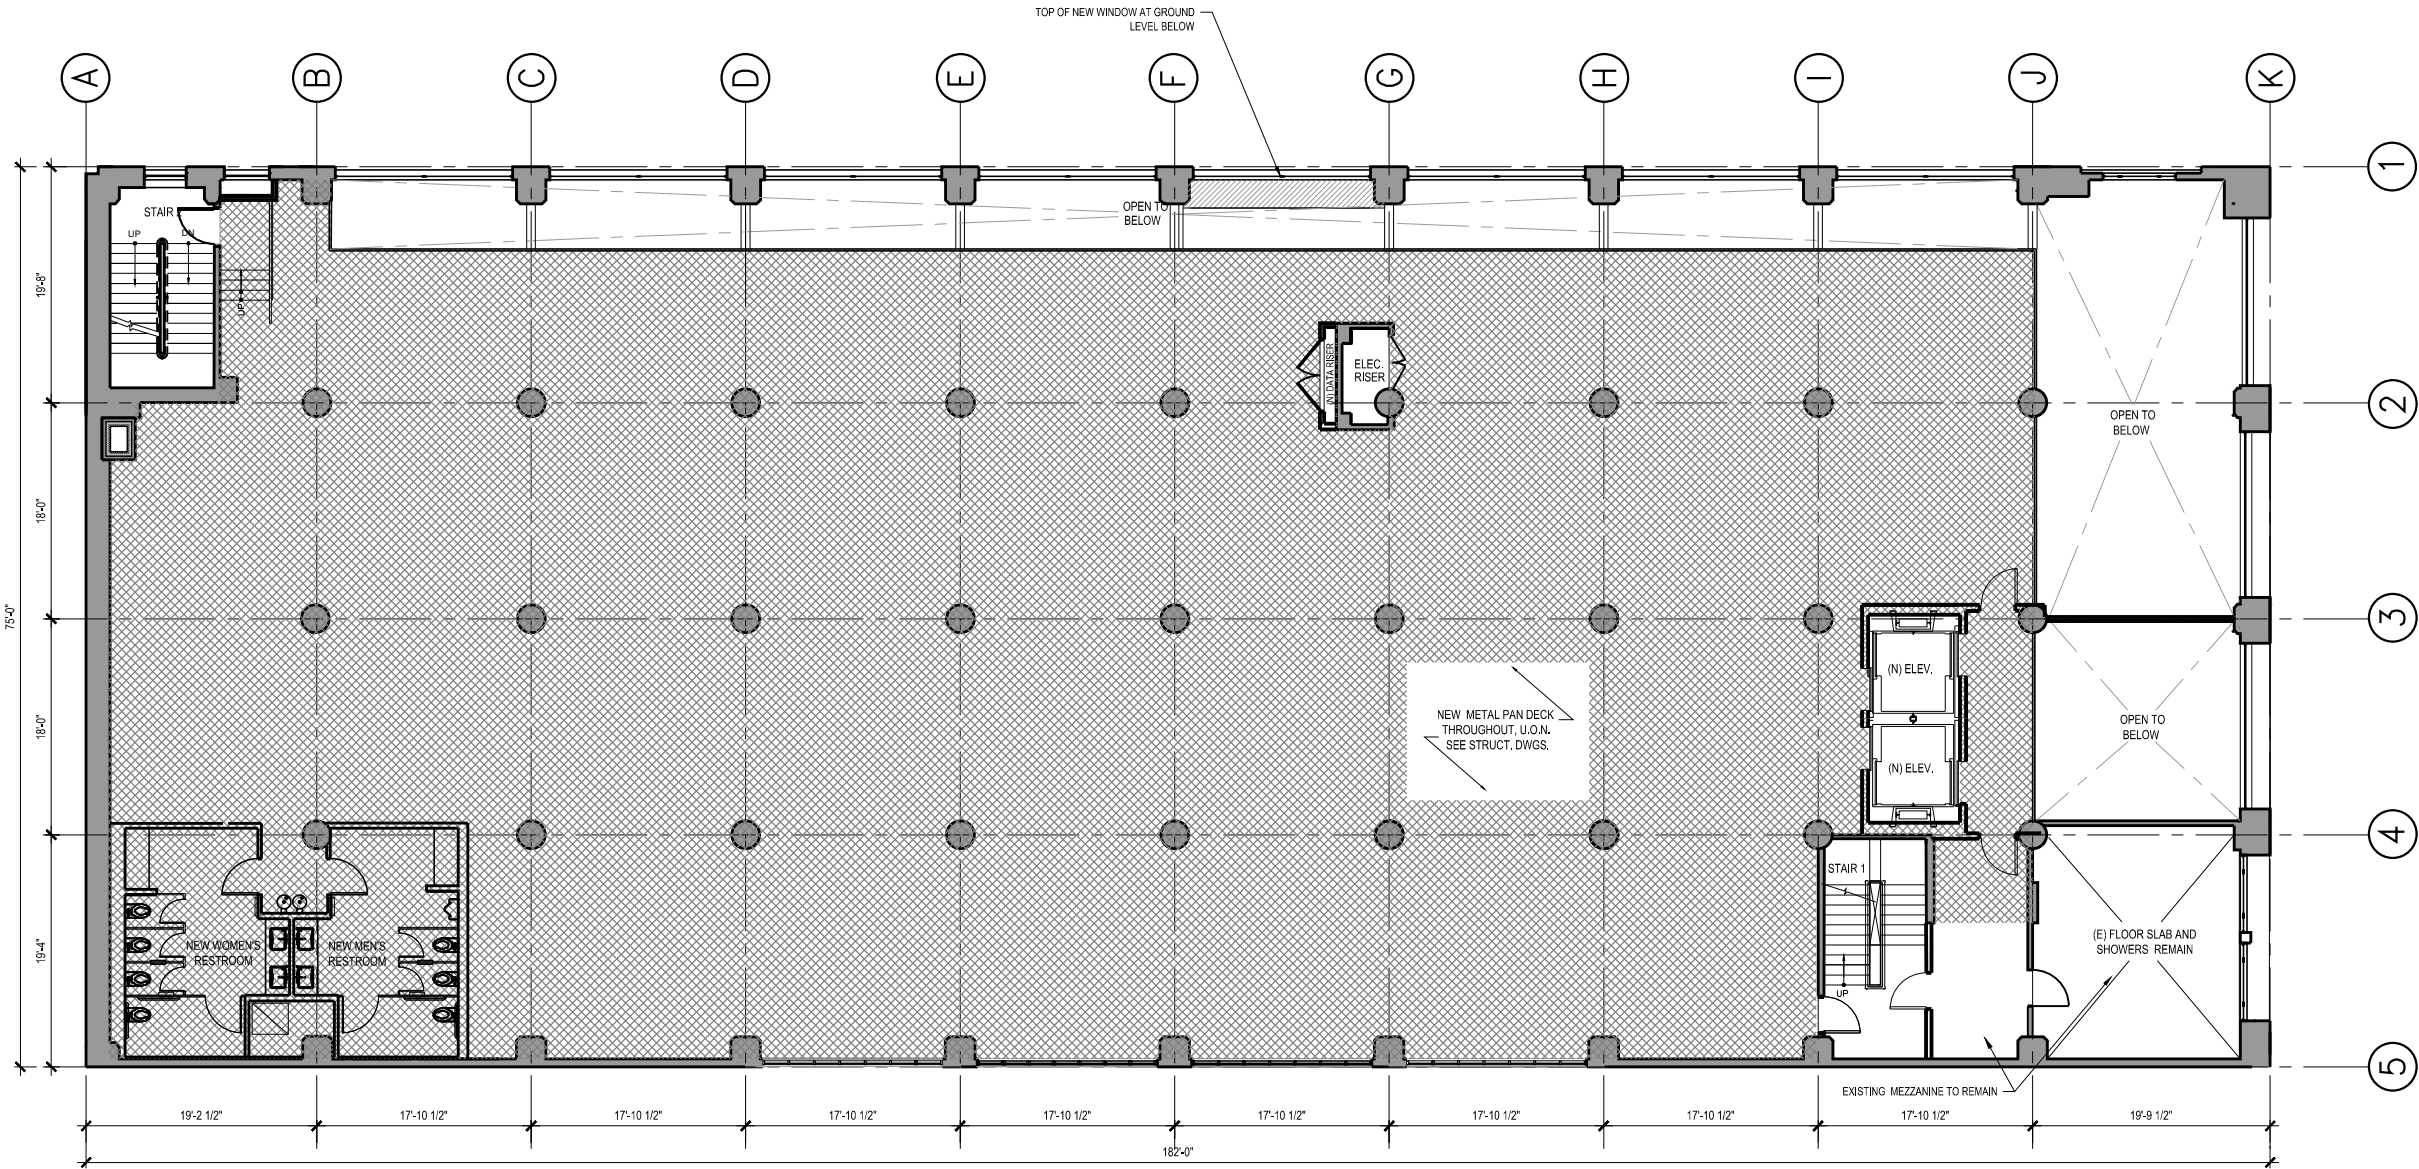 TOP OF NEW WINDOW AT GROUND
LEVEL BELOW
A
B
C
D
E
F
G
H
I
J
K
1
STAIR
UP
DN
UP
OPEN TO
BELOW
19'-8"
(N) DATA RISER
ELEC.
RISER
2
OPEN TO
BELOW
18'-0"
75'-0"
3
(N) ELEV.
NEW METAL PAN DECK
THROUGHOUT, U.O.N.
SEE STRUCT. DWGS.
OPEN TO
BELOW
18'-0"
(N) ELEV.
4
STAIR 1
UP
19'-4"
NEW WOMEN'S
RESTROOM
NEW MEN'S
RESTROOM
(E) FLOOR SLAB AND
SHOWERS REMAIN
5
EXISTING MEZZANINE TO REMAIN
19'-2 1/2"
17'-10 1/2"
17'-10 1/2"
17'-10 1/2"
17'-10 1/2"
17'-10 1/2"
17'-10 1/2"
17'-10 1/2"
17'-10 1/2"
19'-9 1/2"
182'-0"